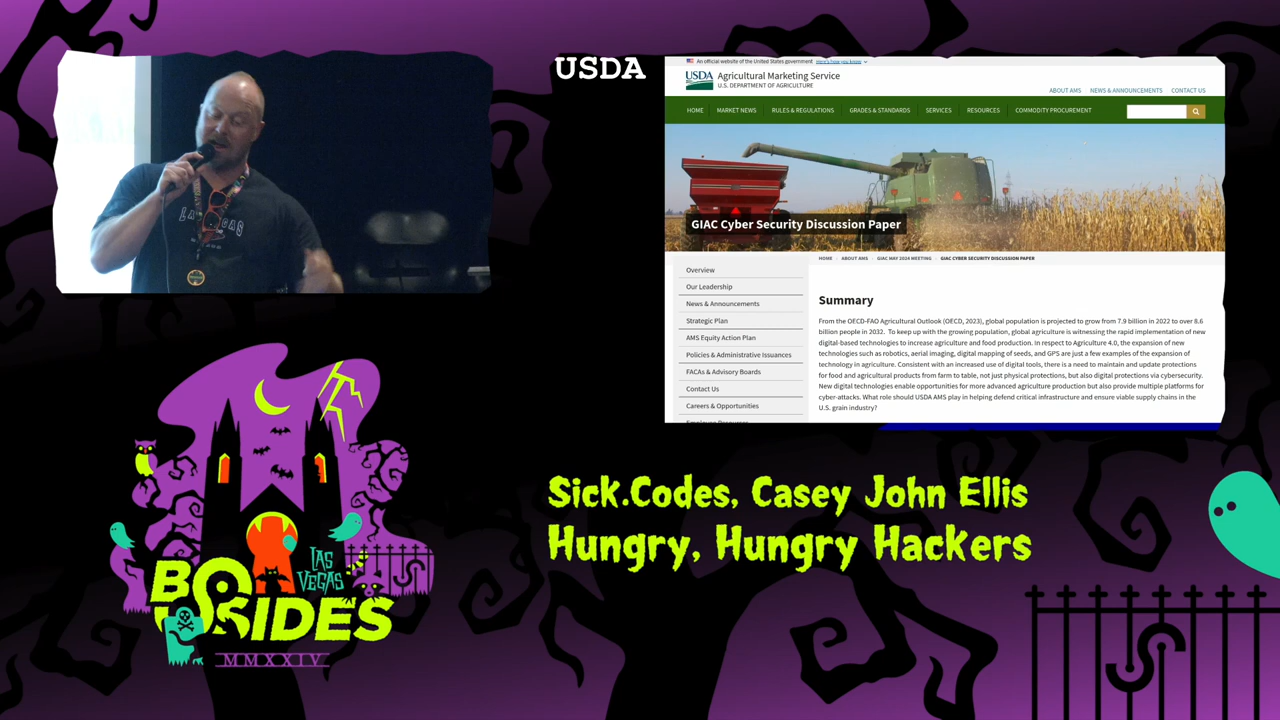 USDA
An official website of the United States government Here's how you know
USDA Agricultural Marketing Service
U.S. DEPARTMENT OF AGRICULTURE
ABOUT AMS NEWS & ANNOUNCEMENTS CONTACT US
HOME MARKET NEWS RULES & REGULATIONS GRADES & STANDARDS SERVICES RESOURCES COMMODITY PROCUREMENT
GIAC Cyber Security Discussion Paper
HOME ABOUT AMS GIAC MAY 2024 MEETING GIAC CYBER SECURITY DISCUSSION PAPER
Overview
Our Leadership
News & Announcements
Strategic Plan
AMS Equity Action Plan
Policies & Administrative Issuances
FACAs & Advisory Boards
Contact Us
Careers & Opportunities
Summary
From the OECD-FAO Agricultural Outlook (OECD, 2023), global population is projected to grow from 7.9 billion in 2022 to over 8.6
billion people in 2032. To keep up with the growing population, global agriculture is witnessing the rapid implementation of new
digital-based technologies to increase agriculture and food production. In respect to Agriculture 4.0, the expansion of new
technologies such as robotics, aerial imaging, digital mapping of seeds, and GPS are just a few examples of the expansion of
technology in agriculture. Consistent with an increased use of digital tools, there is a need to maintain and update protections
for food and agricultural products from farm to table, not just physical protections, but also digital protections via cybersecurity.
New digital technologies enable opportunities for more advanced agriculture production but also provide multiple platforms for
cyber-attacks. What role should USDA AMS play in helping defend critical infrastructure and ensure viable supply chains in the
U.S. grain industry?
Sick.Codes, Casey John Ellis
Hungry, Hungry Hackers
LAS
VEGAS
BSIDES
MMXXIV